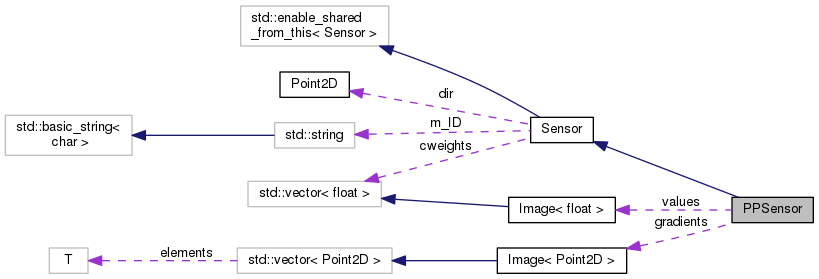 std::enable_shared
_from_this< Sensor >
Point2D
dir
std::basic_string<
char >
std::string
m_ID
Sensor
cweights
std::vector< float >
Image< float >
values
PPSensor
gradients
T
elements
std::vector< Point2D >
Image< Point2D >